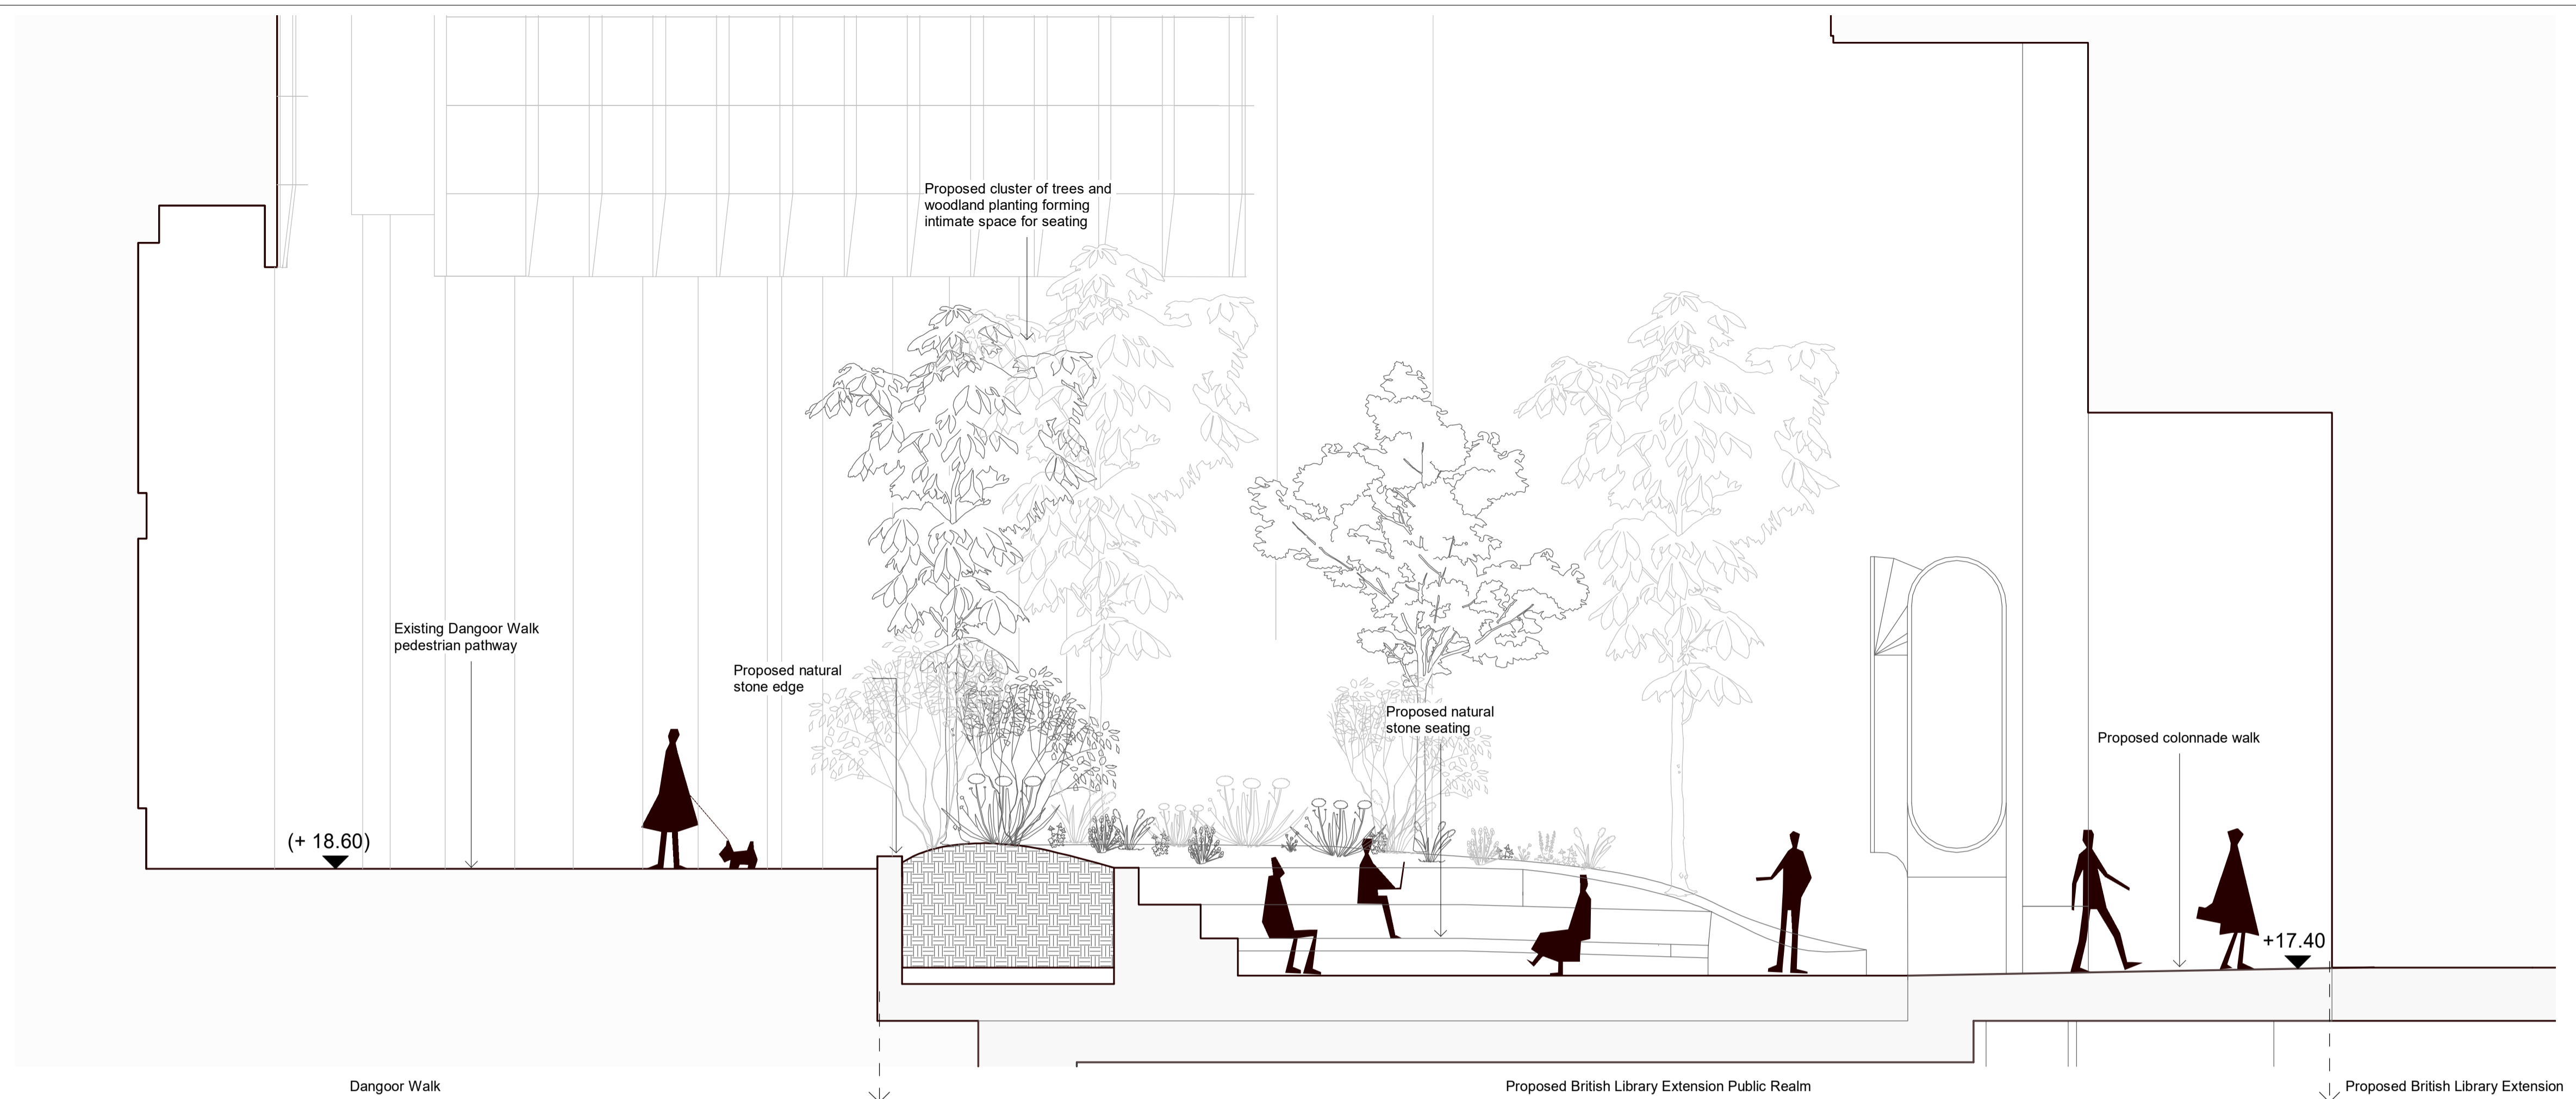 Proposed cluster of trees and
woodland planting forming
intimate space for seating
Existing Dangoor Walk
pedestrian pathway
Proposed natural
stone edge
Proposed natural
stone seating
Proposed colonnade walk
(+ 18.60)
+17.40
Dangoor Walk
Proposed British Library Extension Public Realm
Proposed British Library Extension